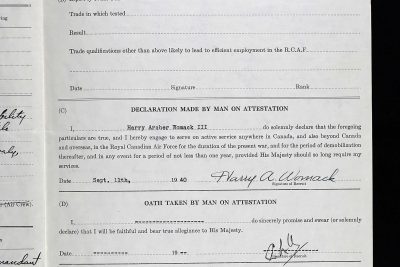 Trade in which tested
Result
Trade qualifications other than above likely to lead to efficient employment in the R.C.A.F.
Date Signature Rank
(C) DECLARATION MADE BY MAN ON ATTESTATION
I, Harry Archer Womack III do solemnly declare that the foregoing
particulars are true, and I hereby engage to serve on active service anywhere in Canada, and also beyond Canada
and overseas, in the Royal Canadian Air Force for the duration of the present war, and for the period of demobilization
thereafter, and in any event for a period of not less than one year, provided His Majesty should so long require my
services.
Date Sept. 11th, 1940 Harry A. Womack
Signature of Recruit
(D) OATH TAKEN BY MAN ON ATTESTATION
I, -------------------- do sincerely promise and swear (or solemnly
declare) that I will be faithful and bear true allegiance to His Majesty.
Date ---------- 19--
Signature of Recruit
(Air Crew)